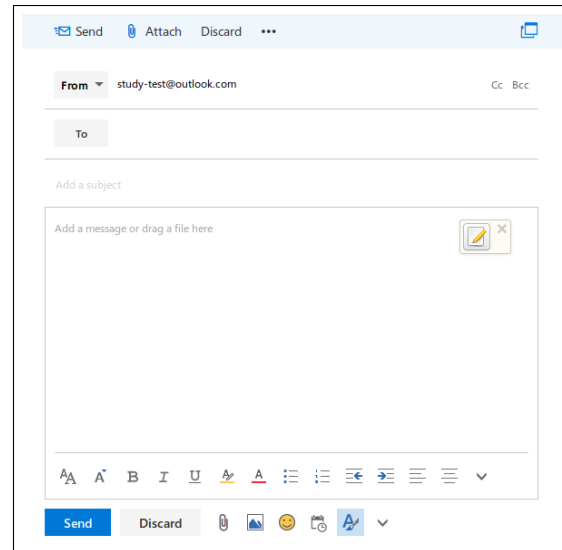 Send Attach Discard •••
From study-test@outlook.com Cc Bcc
To
Add a subject
Add a message or drag a file here
Send Discard